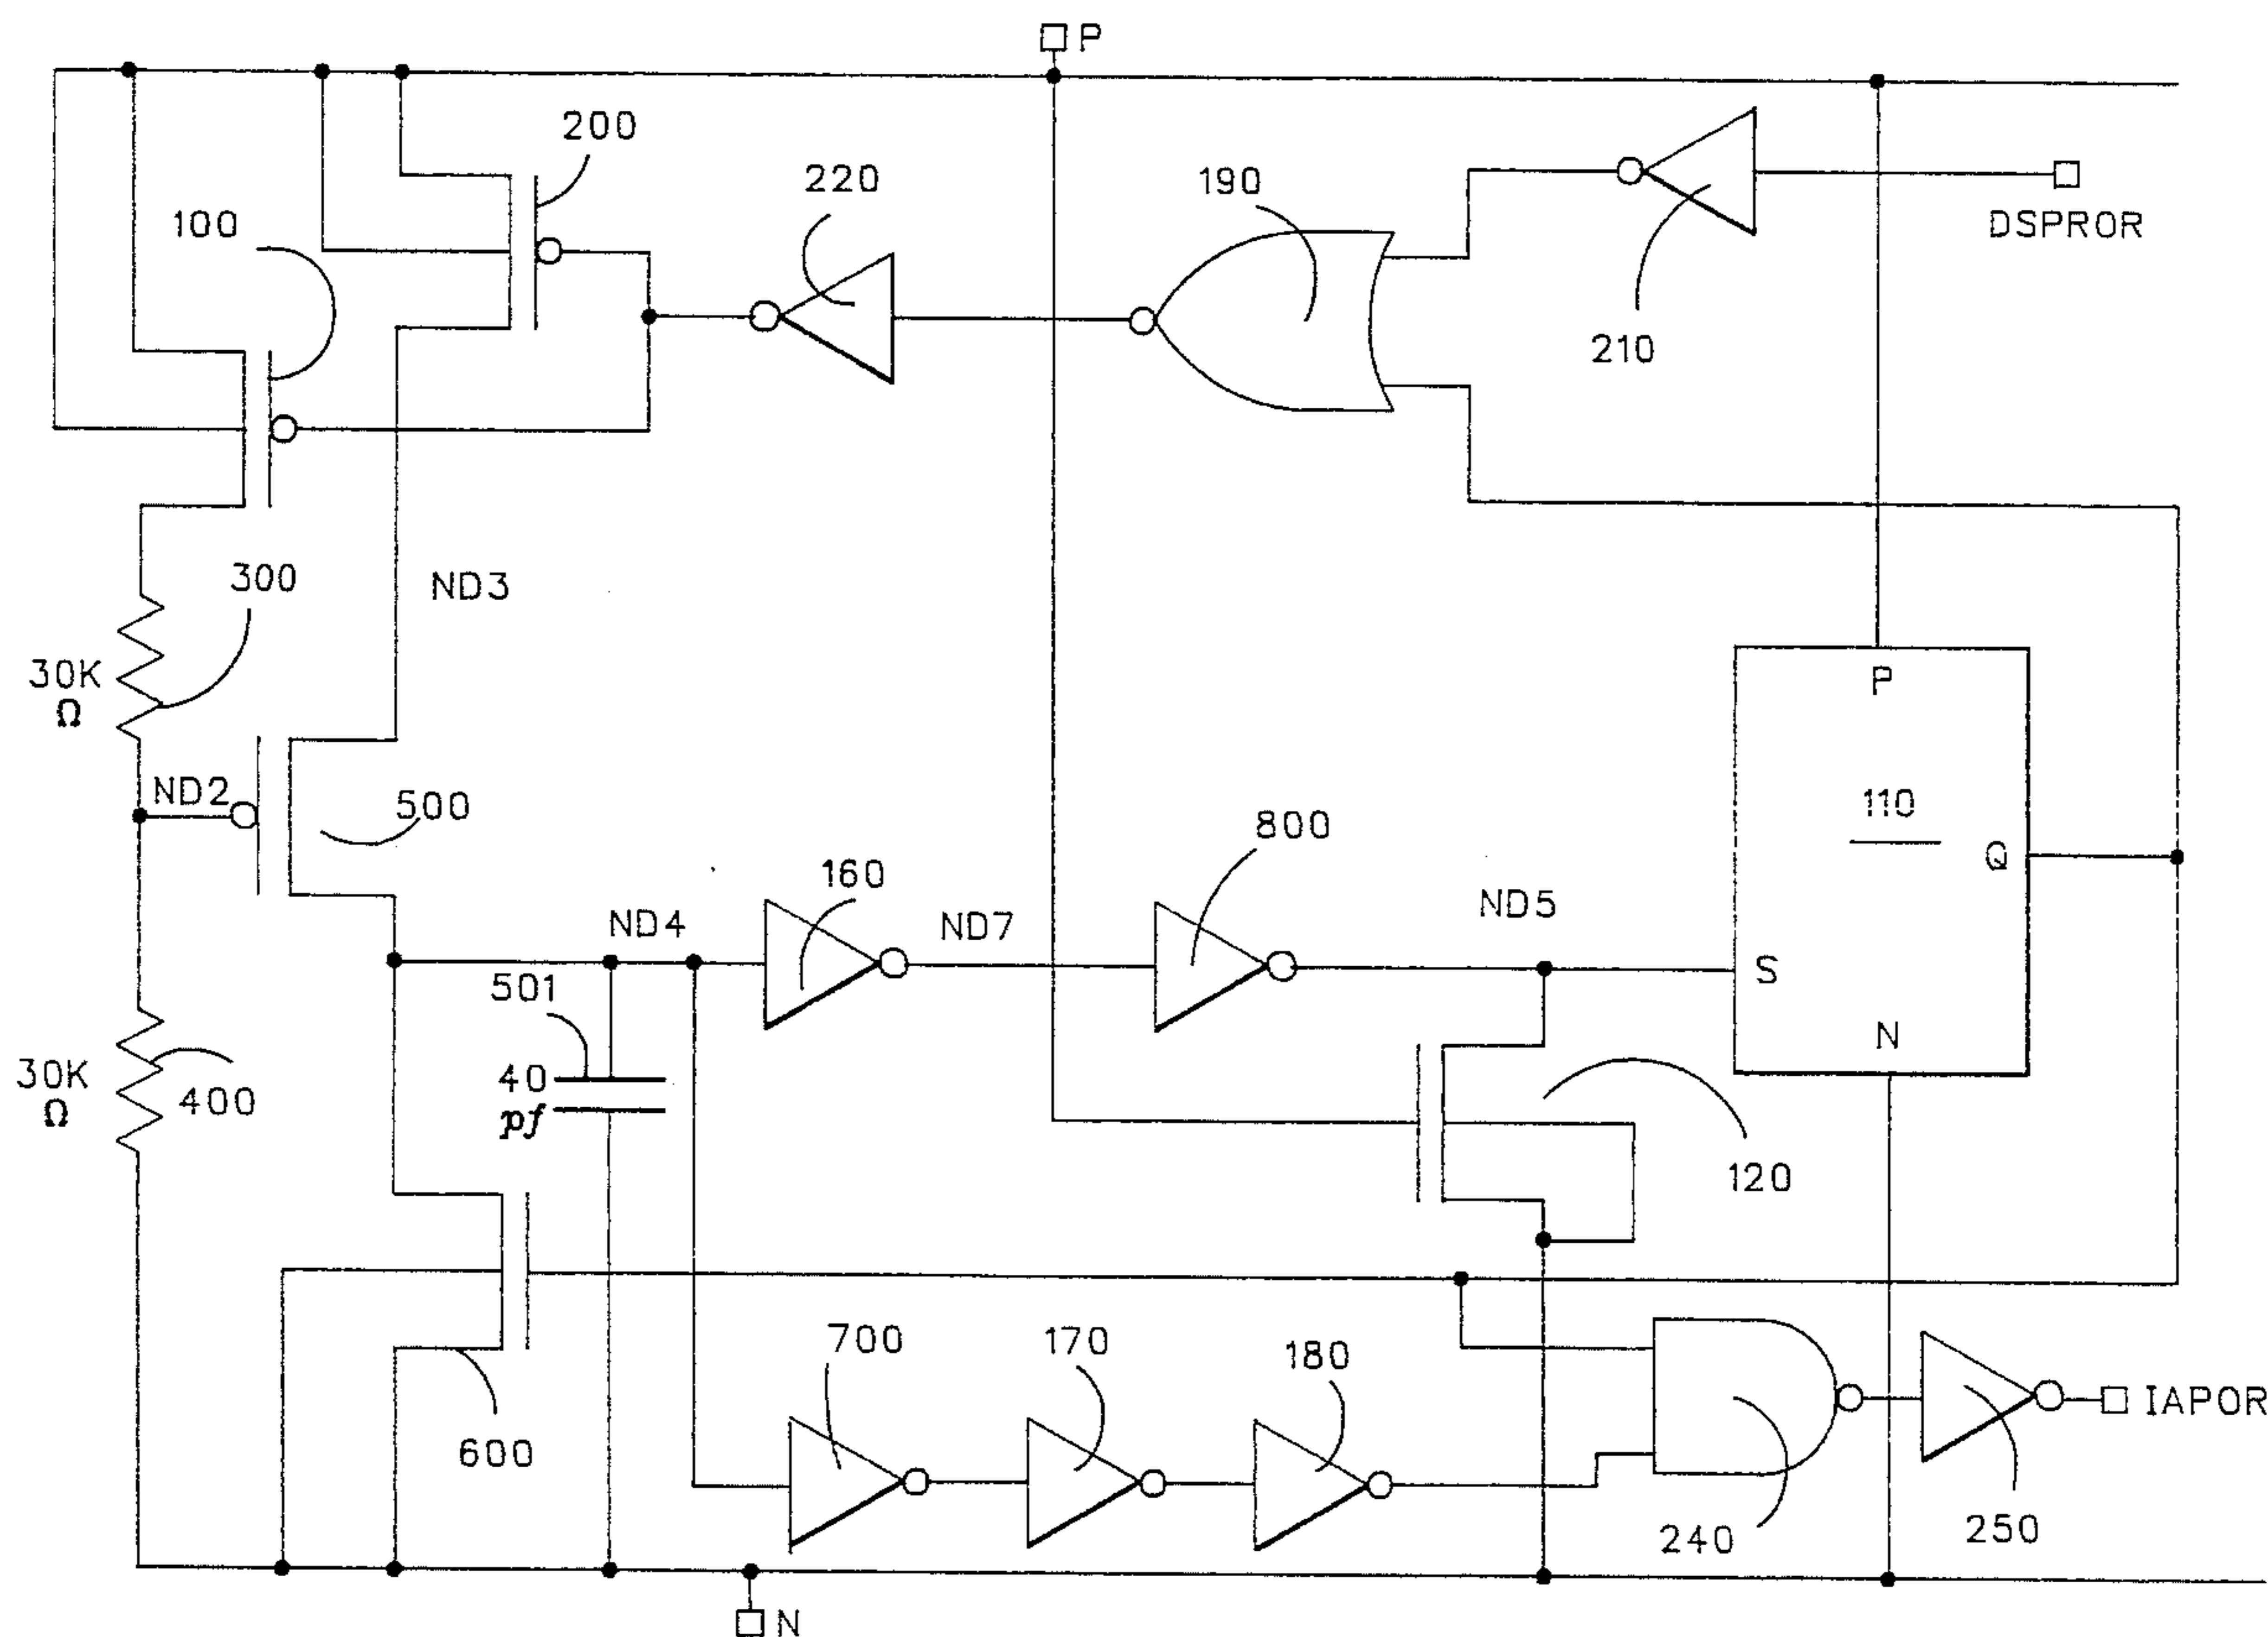 P
200
220
190
100
DSPROR
210
300
ND3
30K
Ω
P
ND2
500
110
800
160
Q
ND4
ND7
ND5
501
S
N
30K
Ω
400
40
pf
120
700
170
180
IAPOR
600
240
250
N